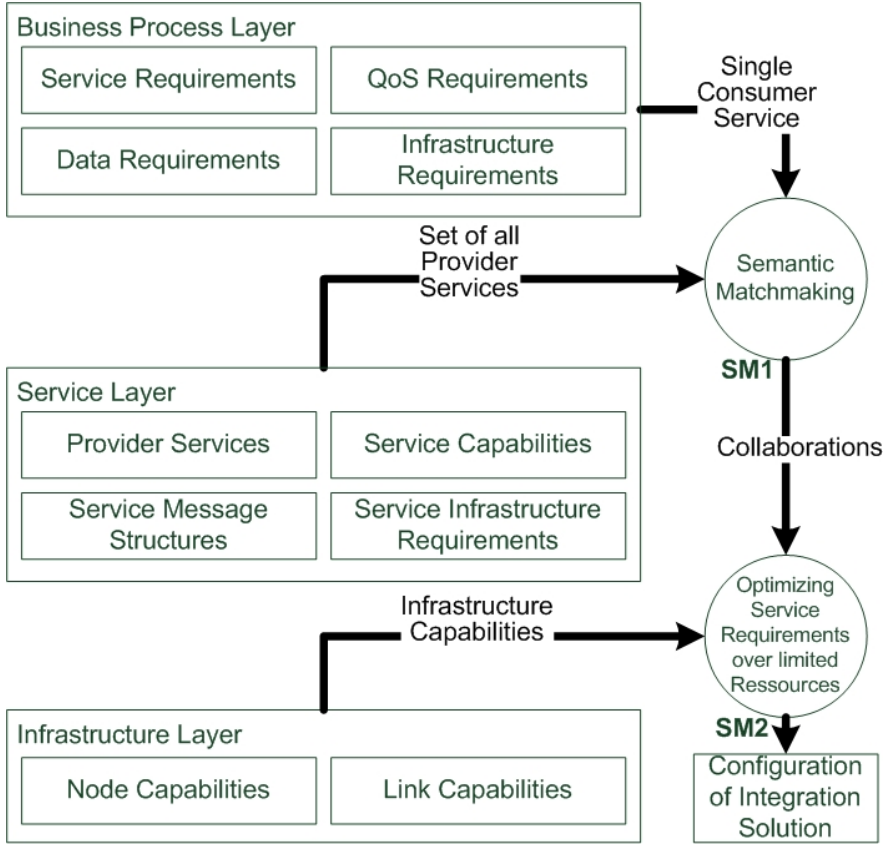 Business Process Layer
Service Requirements
QoS Requirements
Data Requirements
Infrastructure
Requirements
Single
Consumer
Service
Set of all
Provider
Services
Semantic
Matchmaking
SM1
Service Layer
Provider Services
Service Capabilities
Service Message
Structures
Service Infrastructure
Requirements
Collaborations
Infrastructure
Capabilities
Optimizing
Service
Requirements
over limited
Ressources
SM2
Infrastructure Layer
Node Capabilities
Link Capabilities
Configuration
of Integration
Solution